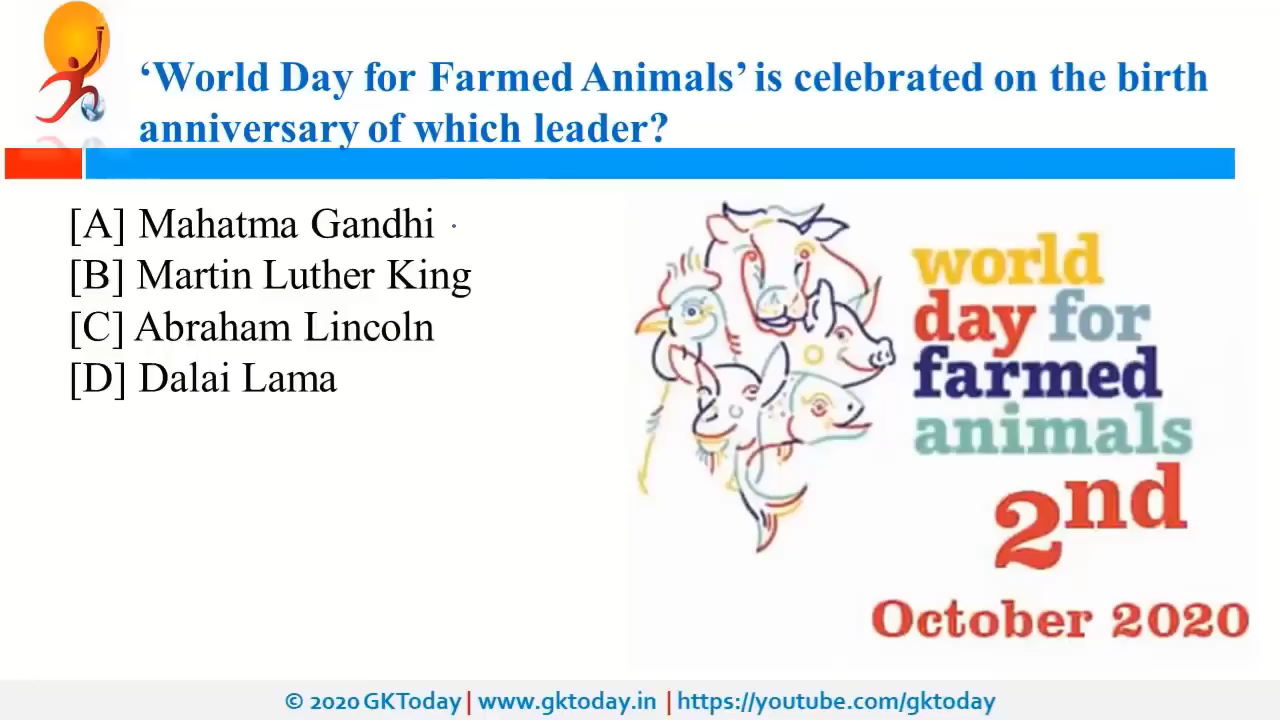 ‘World Day for Farmed Animals’ is celebrated on the birth
anniversary of which leader?
[A] Mahatma Gandhi
[B] Martin Luther King
[C] Abraham Lincoln
[D] Dalai Lama
world
day for
farmed
animals
2nd
October 2020
© 2020 GKToday | www.gktoday.in | https://youtube.com/gktoday